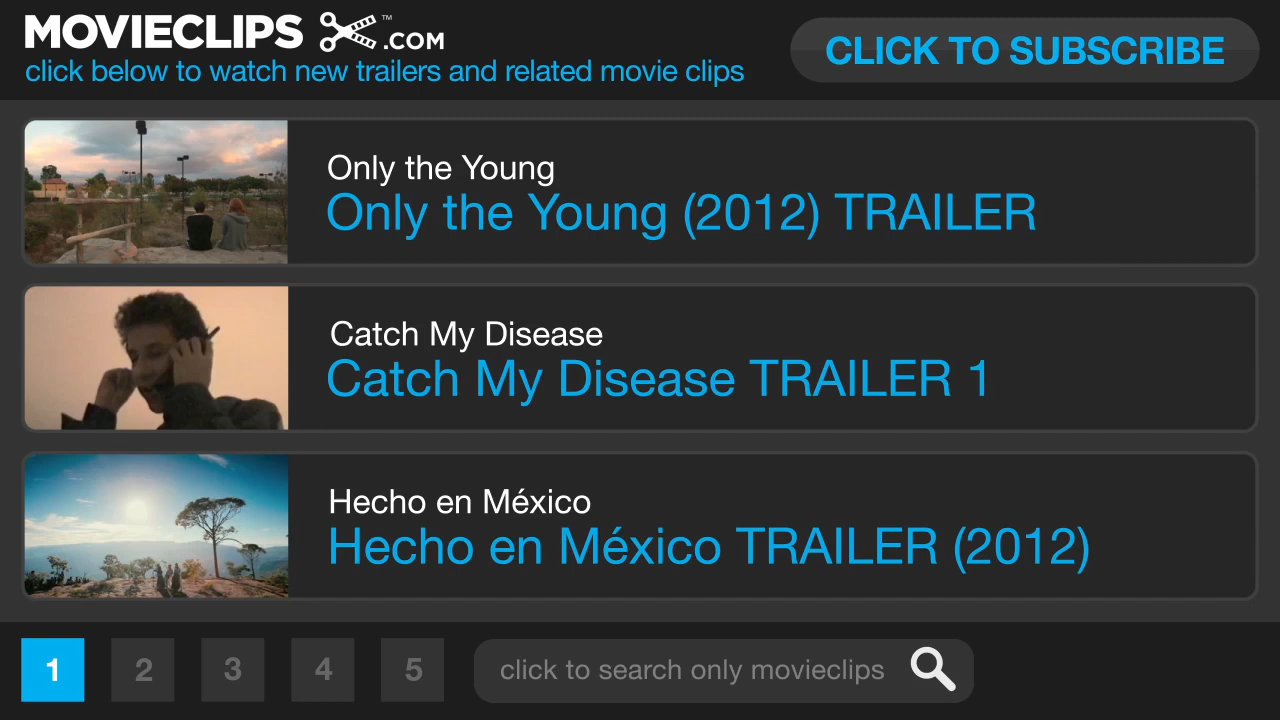 MOVIECLIPS ™ .COM
click below to watch new trailers and related movie clips
CLICK TO SUBSCRIBE
Only the Young
Only the Young (2012) TRAILER
Catch My Disease
Catch My Disease TRAILER 1
Hecho en México
Hecho en México TRAILER (2012)
1 2 3 4 5
click to search only movieclips